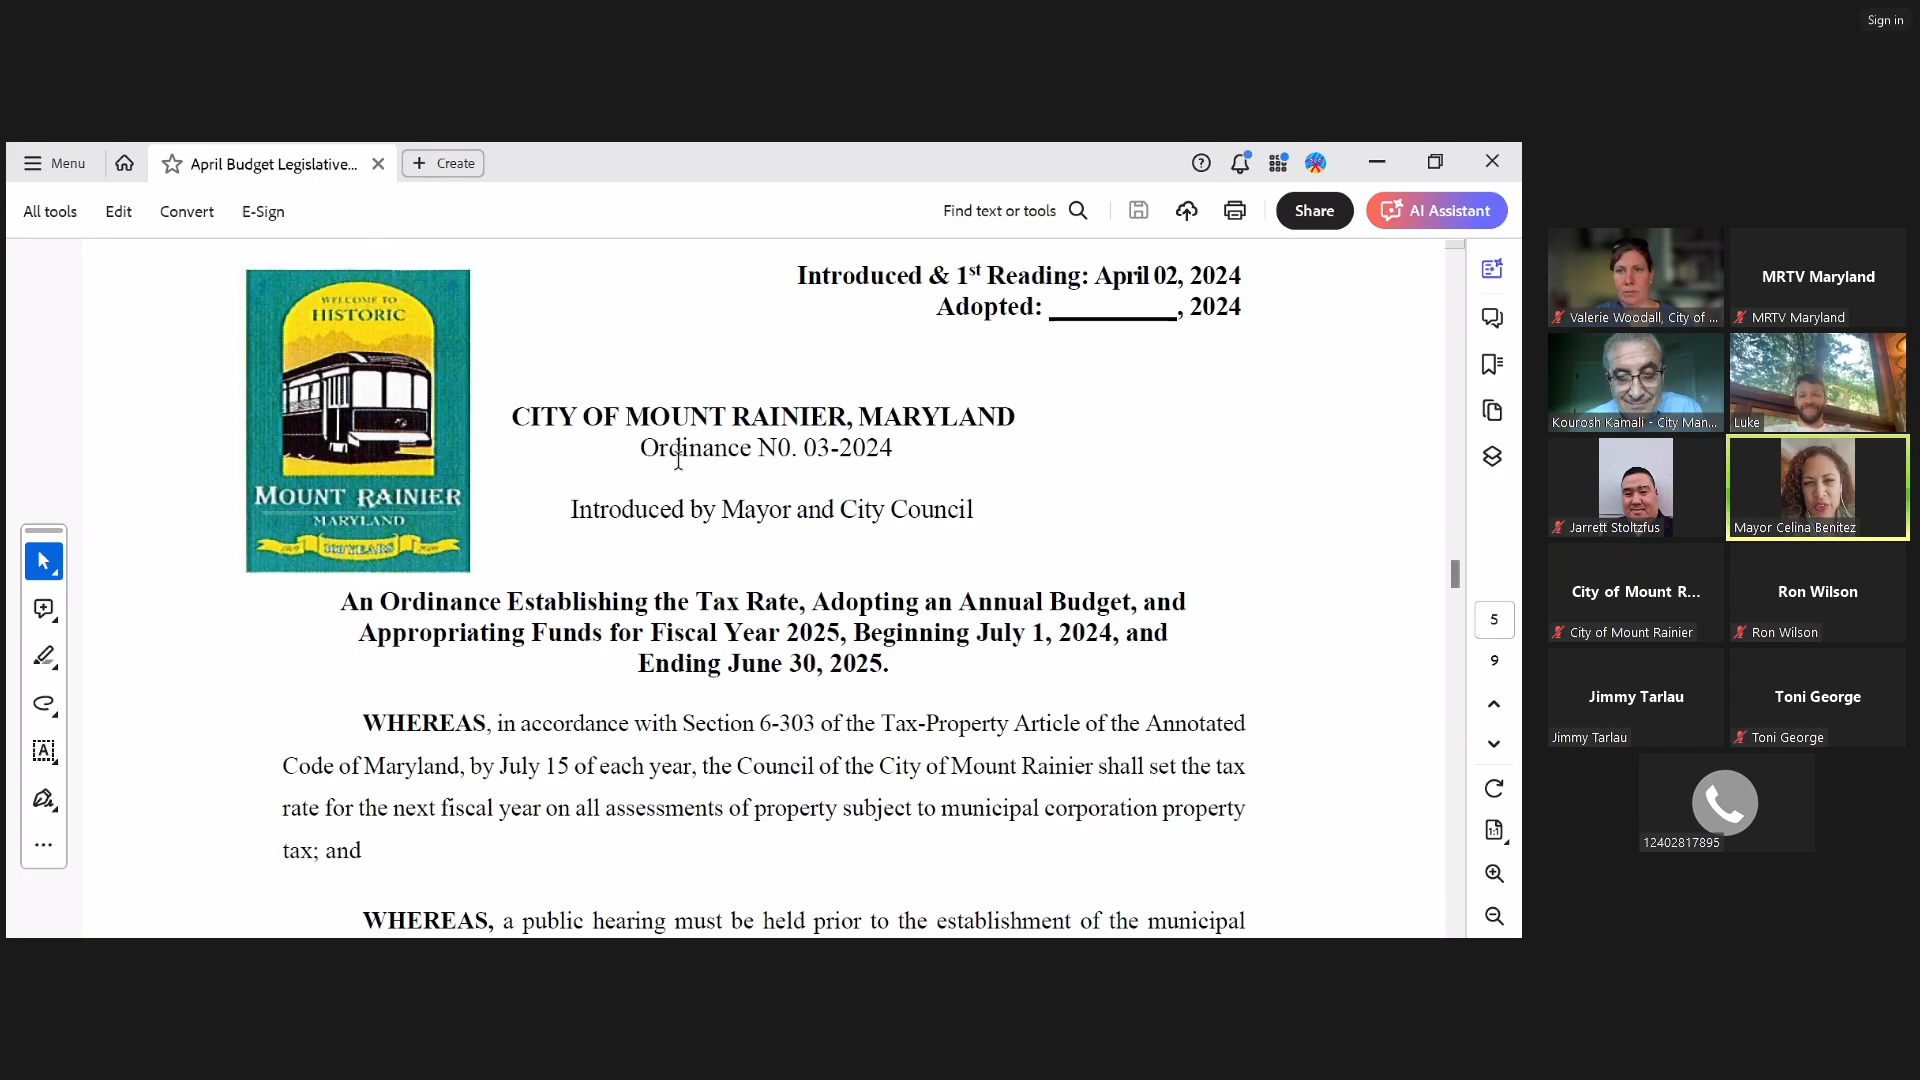 Sign in
Menu
April Budget Legislative...
Create
All tools
Edit
Convert
E-Sign
Find text or tools
Share
AI Assistant
Introduced & 1st Reading: April 02, 2024
Adopted: __________, 2024
WELCOME TO
HISTORIC
MOUNT RAINIER
MARYLAND
CITY OF MOUNT RAINIER, MARYLAND
Ordinance N0. 03-2024
Introduced by Mayor and City Council
An Ordinance Establishing the Tax Rate, Adopting an Annual Budget, and
Appropriating Funds for Fiscal Year 2025, Beginning July 1, 2024, and
Ending June 30, 2025.
WHEREAS, in accordance with Section 6-303 of the Tax-Property Article of the Annotated
Code of Maryland, by July 15 of each year, the Council of the City of Mount Rainier shall set the tax
rate for the next fiscal year on all assessments of property subject to municipal corporation property
tax; and
WHEREAS, a public hearing must be held prior to the establishment of the municipal
5
9
Valerie Woodall, City of ...
MRTV Maryland
MRTV Maryland
Kourosh Kamali - City Man...
Luke
Jarrett Stoltzfus
Mayor Celina Benitez
City of Mount R...
City of Mount Rainier
Ron Wilson
Ron Wilson
Jimmy Tarlau
Jimmy Tarlau
Toni George
Toni George
12402817895